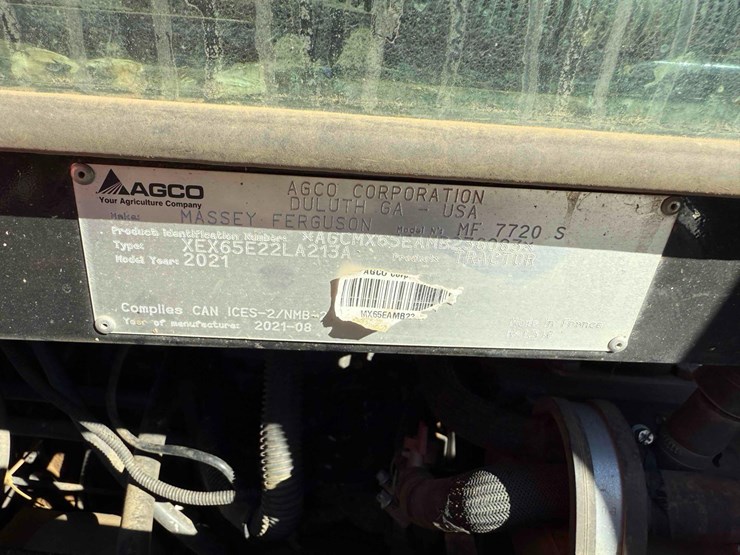 AGCO
Your Agriculture Company
AGCO CORPORATION
DULUTH GA - USA
Make: MASSEY FERGUSON Model N°: MF 7720 S
Product Identification Number:
Type: XEX65E22LA213A Product: TRACTOR
Model Year: 2021
AGCO Corp
MX65EAMB23
Complies CAN ICES-2/NMB-2
Year of manufacture: 2021-08
Made in France